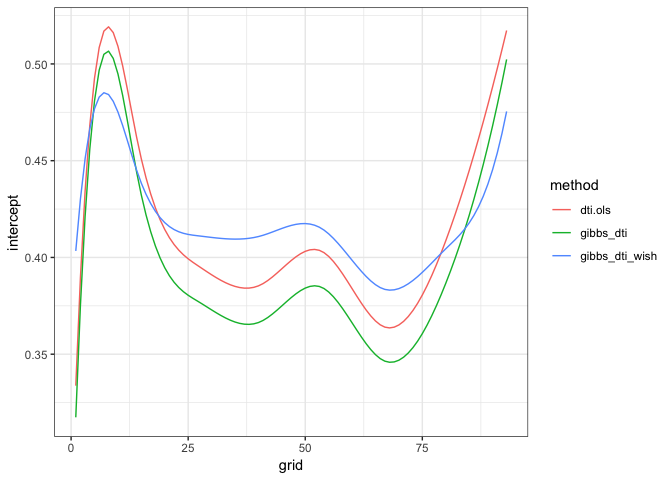 0.50
0.45
0.40
0.35
intercept
0
25
50
75
grid
method
dti.ols
gibbs_dti
gibbs_dti_wish